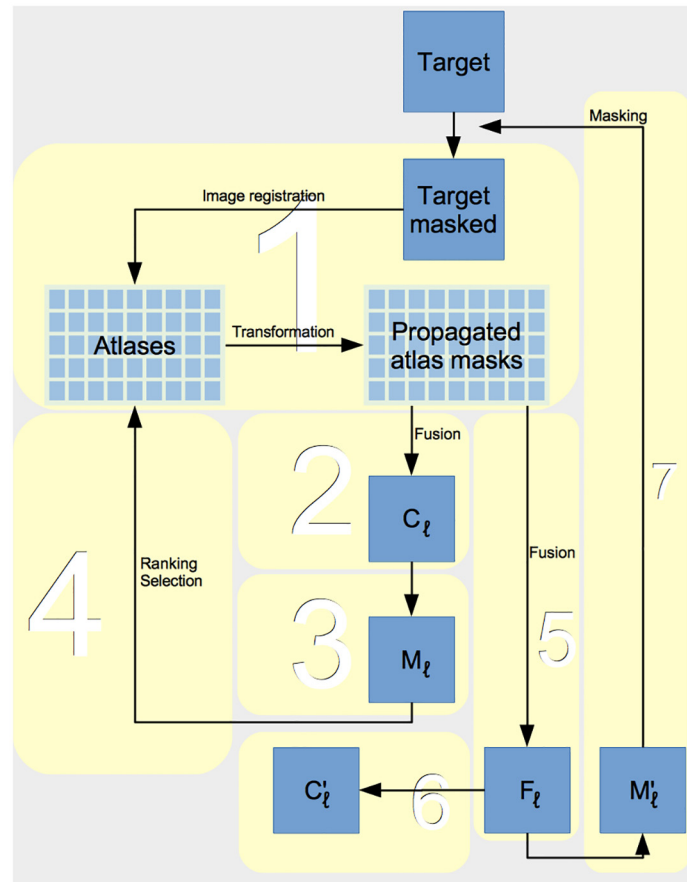 Target
Masking
Target
masked
Image registration
1
Atlases
Transformation
Propagated
atlas masks
Fusion
2
Cℓ
7
4
Ranking
Selection
Fusion
3
Mℓ
5
C'ℓ
6
Fℓ
M'ℓ